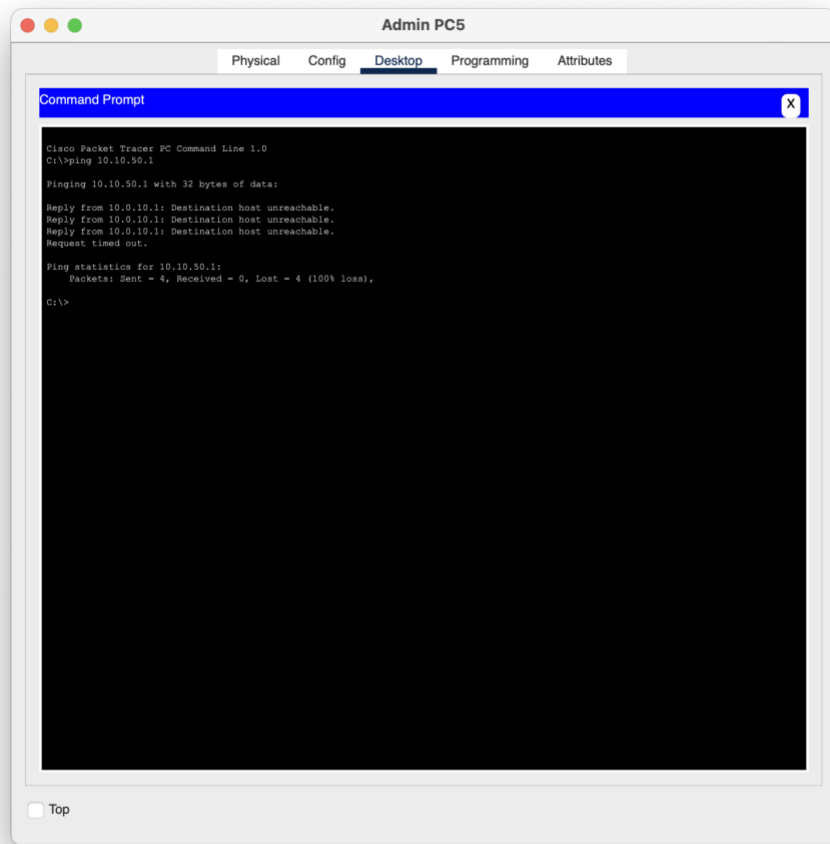 Admin PC5
Physical Config Desktop Programming Attributes
Command Prompt
X
Cisco Packet Tracer PC Command Line 1.0
C:\>ping 10.10.50.1
Pinging 10.10.50.1 with 32 bytes of data:
Reply from 10.0.10.1: Destination host unreachable.
Reply from 10.0.10.1: Destination host unreachable.
Reply from 10.0.10.1: Destination host unreachable.
Request timed out.
Ping statistics for 10.10.50.1:
Packets: Sent = 4, Received = 0, Lost = 4 (100% loss),
C:\>
Top